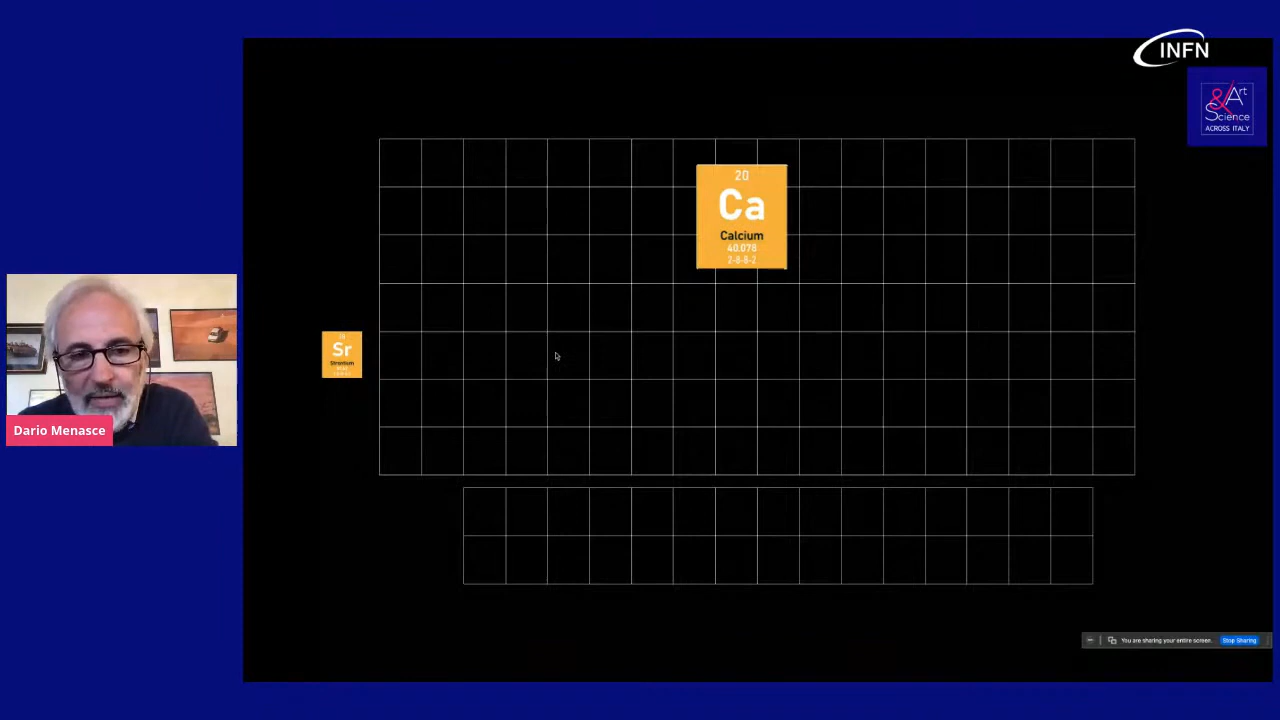 INFN
&Art
Science
ACROSS ITALY
20
Ca
Calcium
40.078
2-8-8-2
Sr
Strontium
Dario Menasce
You are sharing your entire screen.
Stop Sharing